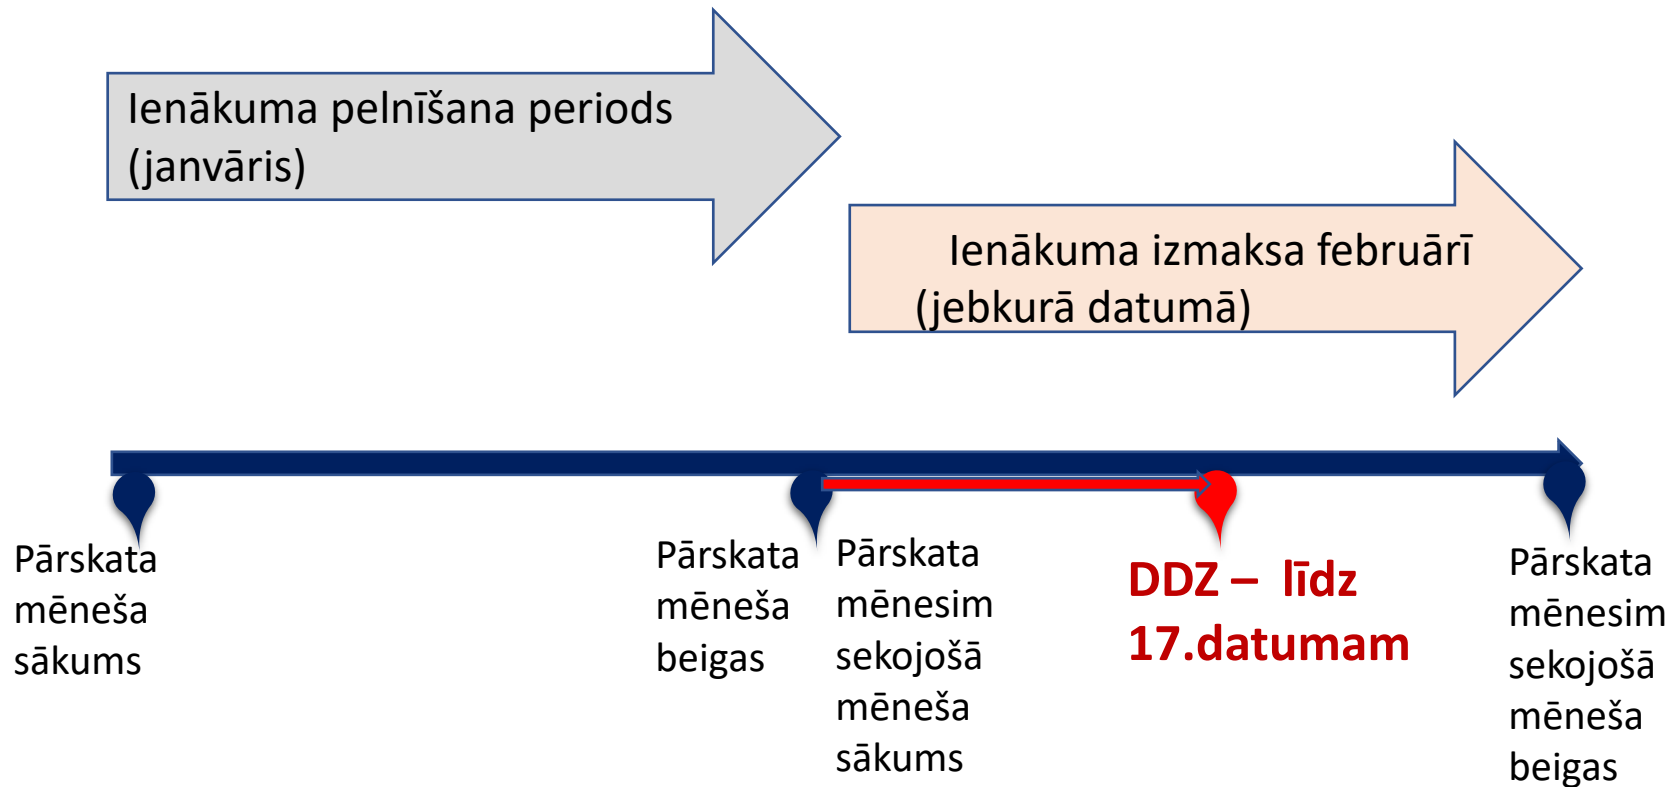 Ienākuma pelnīšana periods
(janvāris)
Ienākuma izmaksa februārī
(jebkurā datumā)
Pārskata
mēneša
sākums
Pārskata
mēneša
beigas
Pārskata
mēnesim
sekojošā
mēneša
sākums
DDZ – līdz
17.datumam
Pārskata
mēnesim
sekojošā
mēneša
beigas